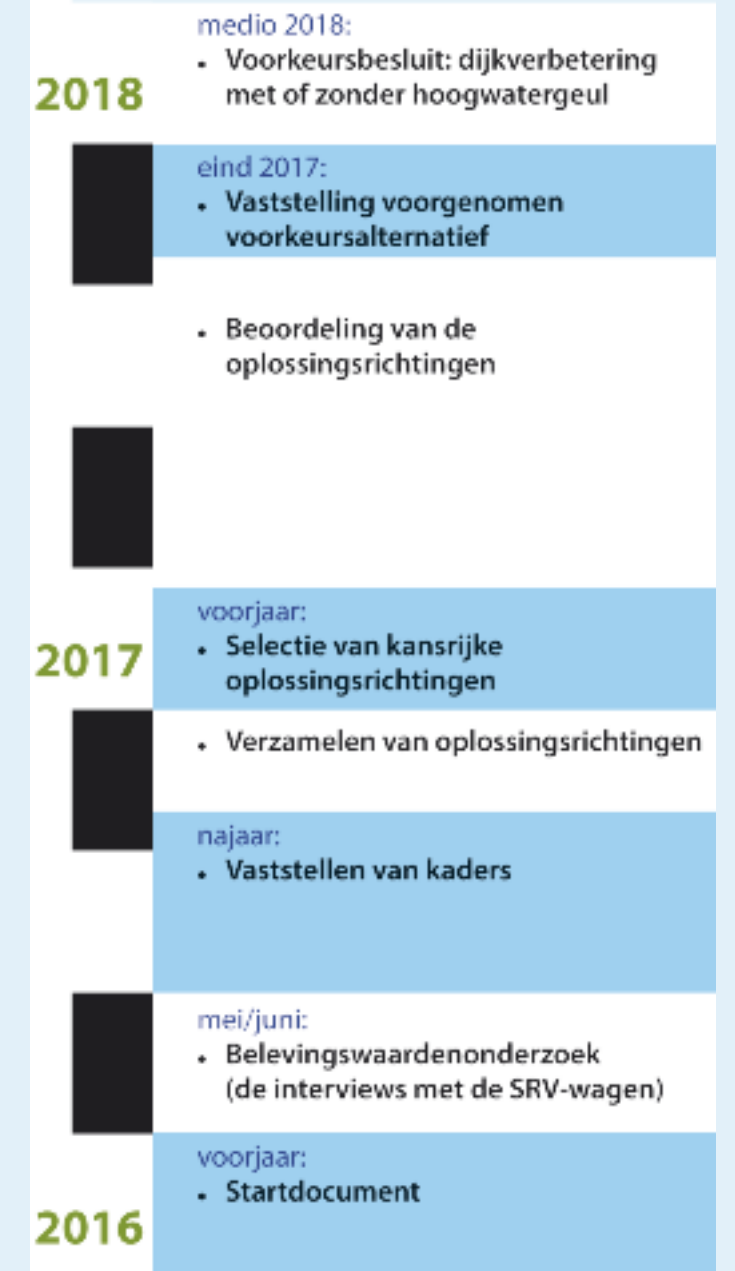 medio 2018:
• Voorkeursbesluit: dijkverbetering
met of zonder hoogwatergeul
2018
eind 2017:
• Vaststelling voorgenomen
voorkeursalternatief
• Beoordeling van de
oplossingsrichtingen
voorjaar:
• Selectie van kansrijke
oplossingsrichtingen
2017
• Verzamelen van oplossingsrichtingen
najaar:
• Vaststellen van kaders
mei/juni:
• Belevingswaardenonderzoek
(de interviews met de SRV-wagen)
voorjaar:
• Startdocument
2016